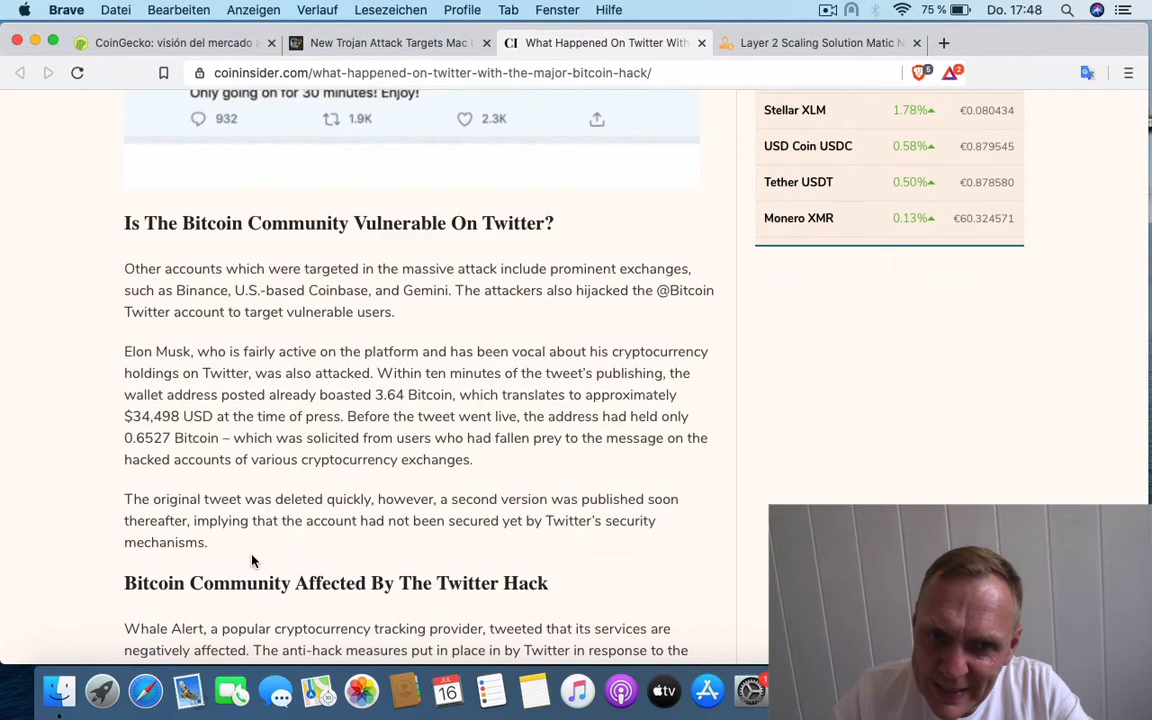 Brave Datei Bearbeiten Anzeigen Verlauf Lesezeichen Profile Tab Fenster Hilfe 75 % Do. 17:48
CoinGecko: visión del mercado New Trojan Attack Targets Mac CI What Happened On Twitter With Layer 2 Scaling Solution Matic N
coininsider.com/what-happened-on-twitter-with-the-major-bitcoin-hack/ 5 2
Only going on for 30 minutes! Enjoy!
932 1.9K 2.3K
Stellar XLM 1.78% €0.080434
USD Coin USDC 0.58% €0.879545
Tether USDT 0.50% €0.878580
Monero XMR 0.13% €60.324571
Is The Bitcoin Community Vulnerable On Twitter?
Other accounts which were targeted in the massive attack include prominent exchanges,
such as Binance, U.S.-based Coinbase, and Gemini. The attackers also hijacked the @Bitcoin
Twitter account to target vulnerable users.
Elon Musk, who is fairly active on the platform and has been vocal about his cryptocurrency
holdings on Twitter, was also attacked. Within ten minutes of the tweet's publishing, the
wallet address posted already boasted 3.64 Bitcoin, which translates to approximately
$34,498 USD at the time of press. Before the tweet went live, the address had held only
0.6527 Bitcoin – which was solicited from users who had fallen prey to the message on the
hacked accounts of various cryptocurrency exchanges.
The original tweet was deleted quickly, however, a second version was published soon
thereafter, implying that the account had not been secured yet by Twitter's security
mechanisms.
Bitcoin Community Affected By The Twitter Hack
Whale Alert, a popular cryptocurrency tracking provider, tweeted that its services are
negatively affected. The anti-hack measures put in place in by Twitter in response to the
JUL
16
tv
1